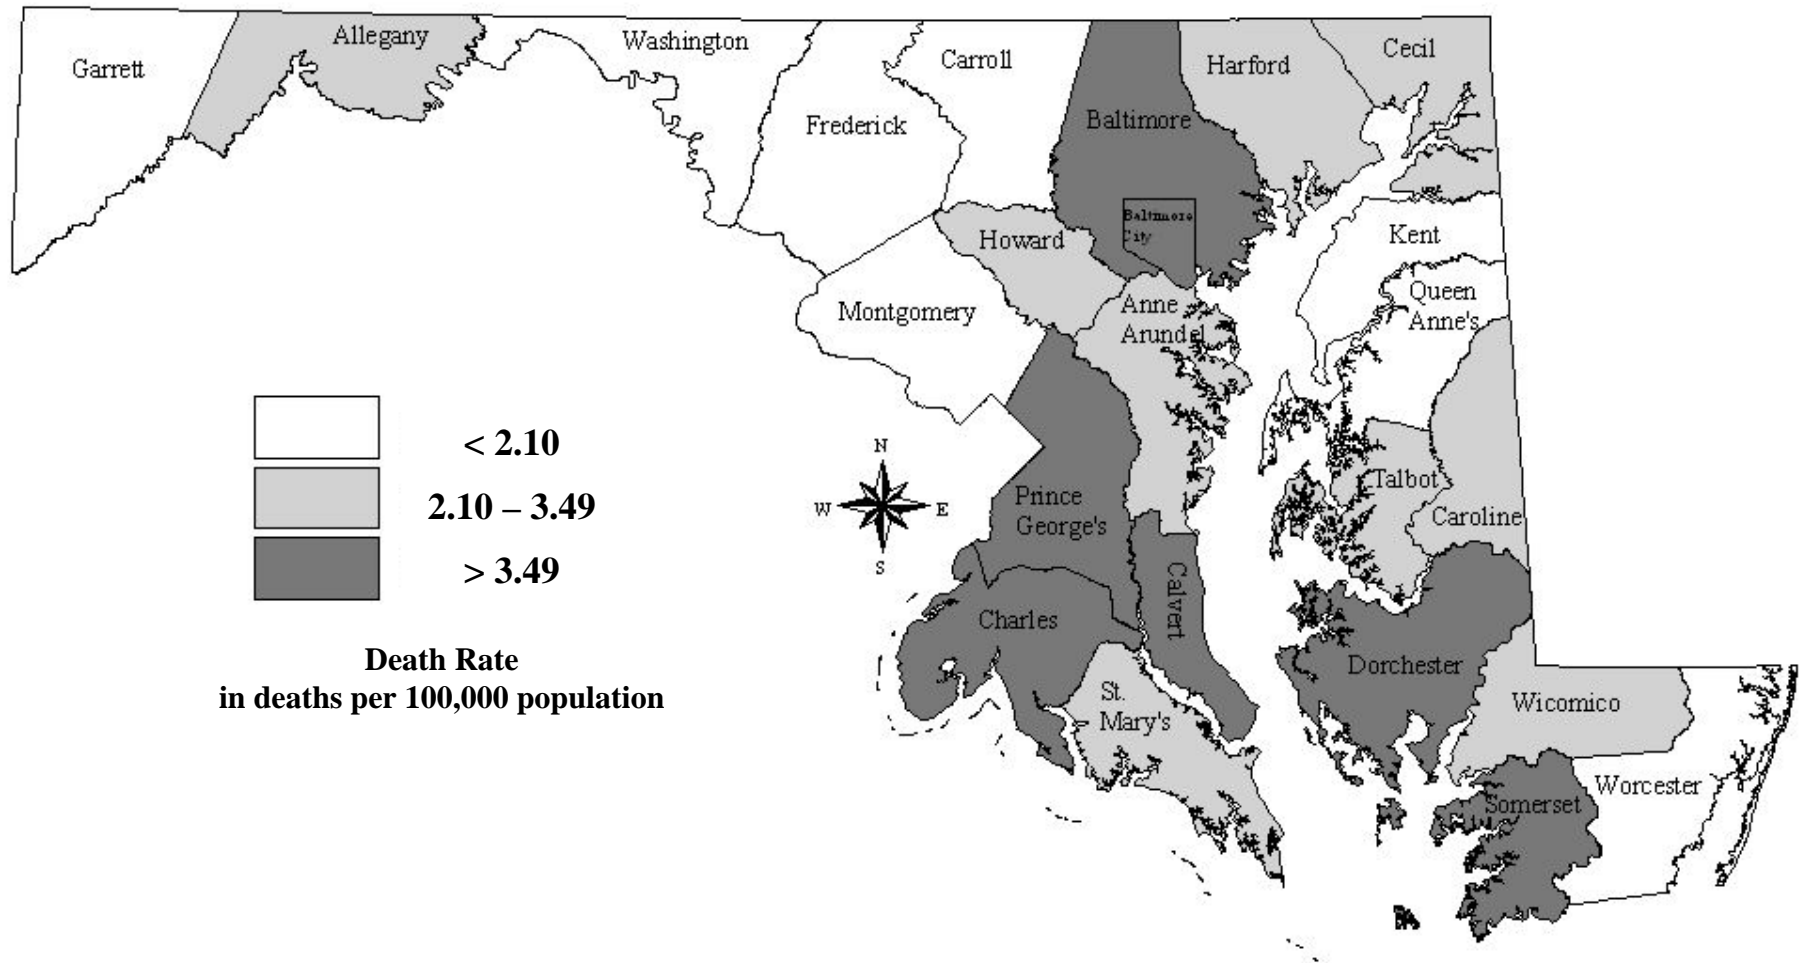 Garrett
Allegany
Washington
Frederick
Carroll
Baltimore
Harford
Cecil
Baltimore
City
Howard
Kent
Montgomery
Anne
Arundel
Queen
Anne's
< 2.10
2.10 – 3.49
> 3.49
Death Rate
in deaths per 100,000 population
N
W
E
S
Prince
George's
Talbot
Caroline
Calvert
Charles
St.
Mary's
Dorchester
Wicomico
Somerset
Worcester